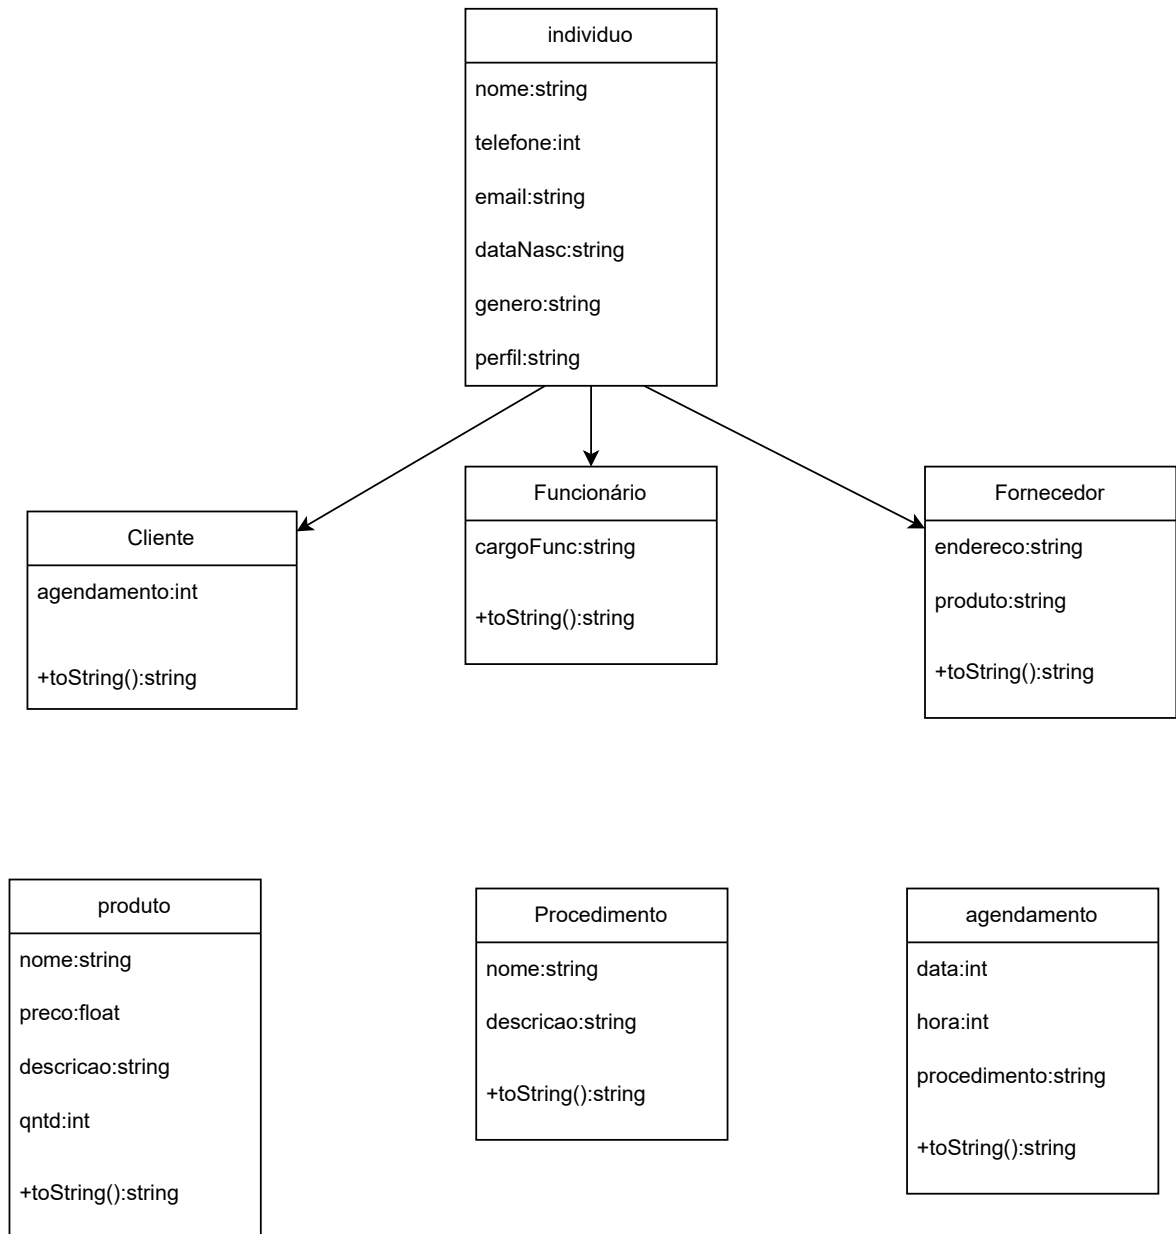 individuo
nome:string
telefone:int
email:string
dataNasc:string
genero:string
perfil:string
Cliente
agendamento:int
+toString():string
Funcionário
cargoFunc:string
+toString():string
Fornecedor
endereco:string
produto:string
+toString():string
produto
nome:string
preco:float
descricao:string
qntd:int
+toString():string
Procedimento
nome:string
descricao:string
+toString():string
agendamento
data:int
hora:int
procedimento:string
+toString():string